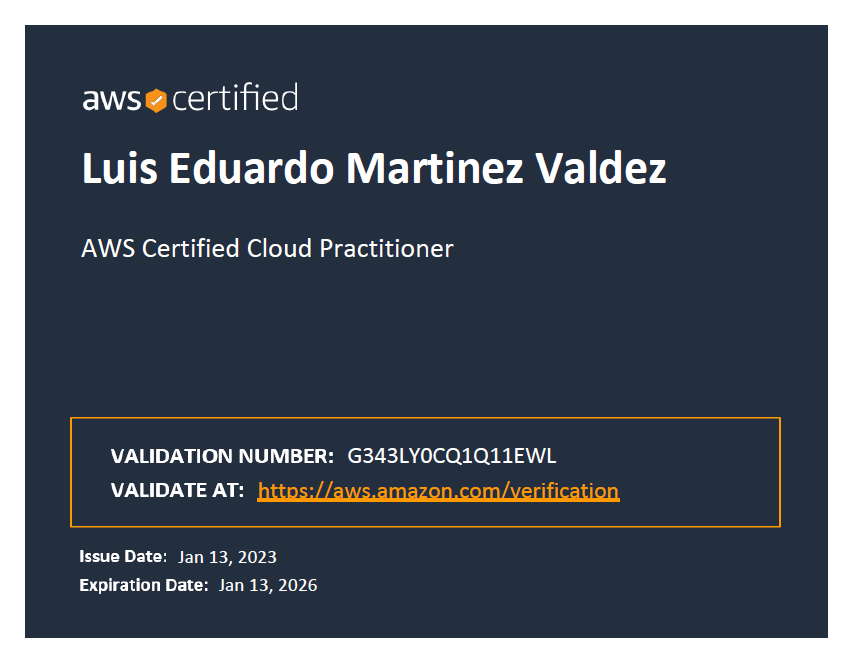 aws certified
Luis Eduardo Martinez Valdez
AWS Certified Cloud Practitioner
VALIDATION NUMBER: G343LY0CQ1Q11EWL
VALIDATE AT: https://aws.amazon.com/verification
Issue Date: Jan 13, 2023
Expiration Date: Jan 13, 2026